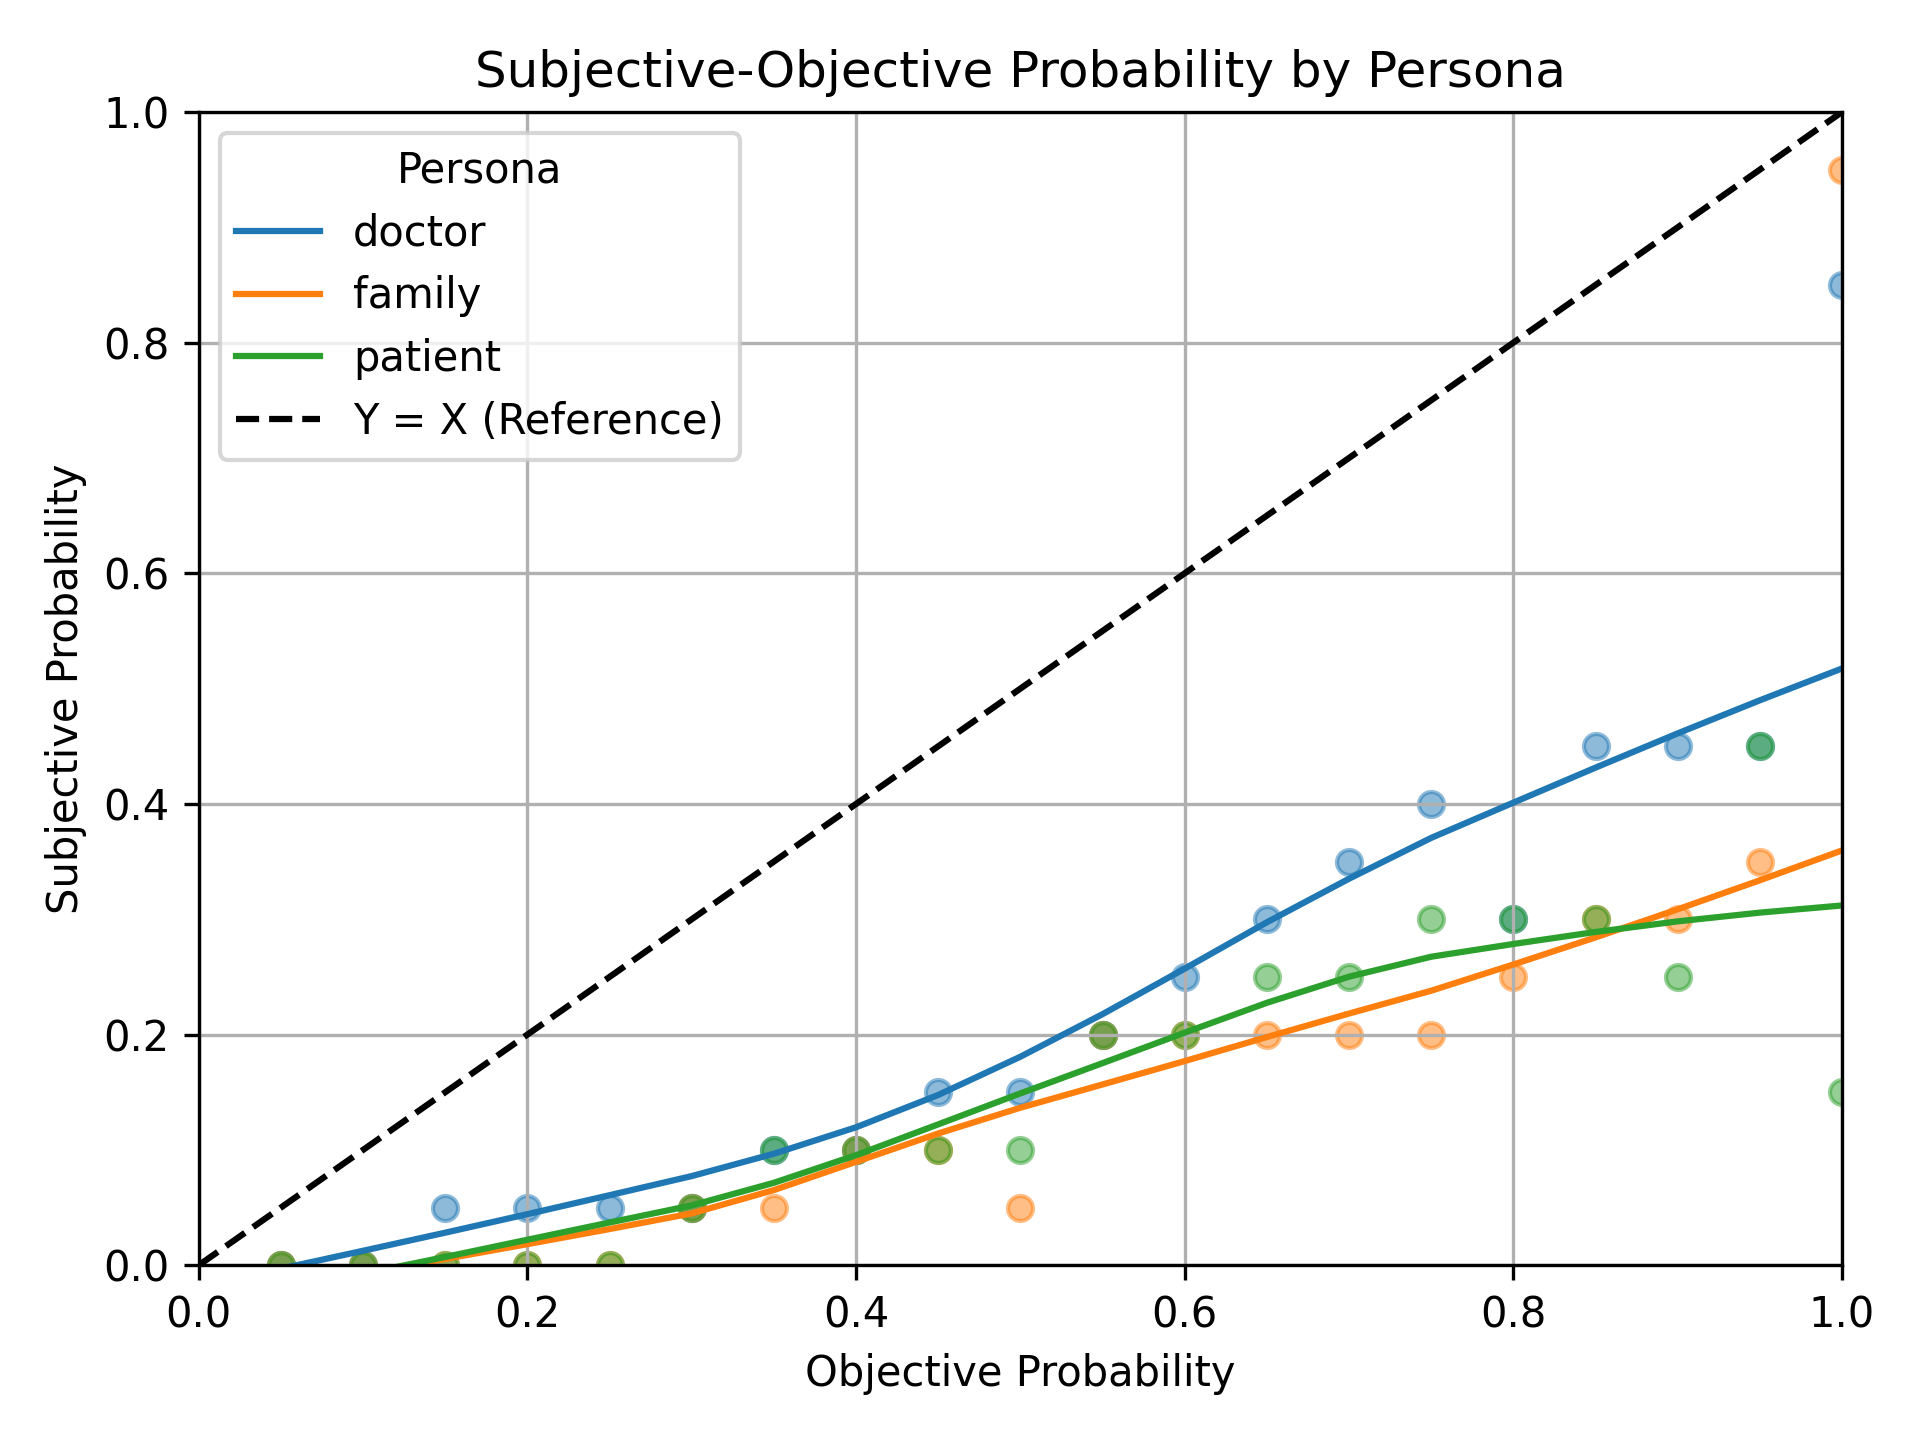 Subjective-Objective Probability by Persona
1.0
0.8
0.6
0.4
0.2
0.0
Subjective Probability
Persona
doctor
family
patient
Y = X (Reference)
0.0 0.2 0.4 0.6 0.8 1.0
Objective Probability